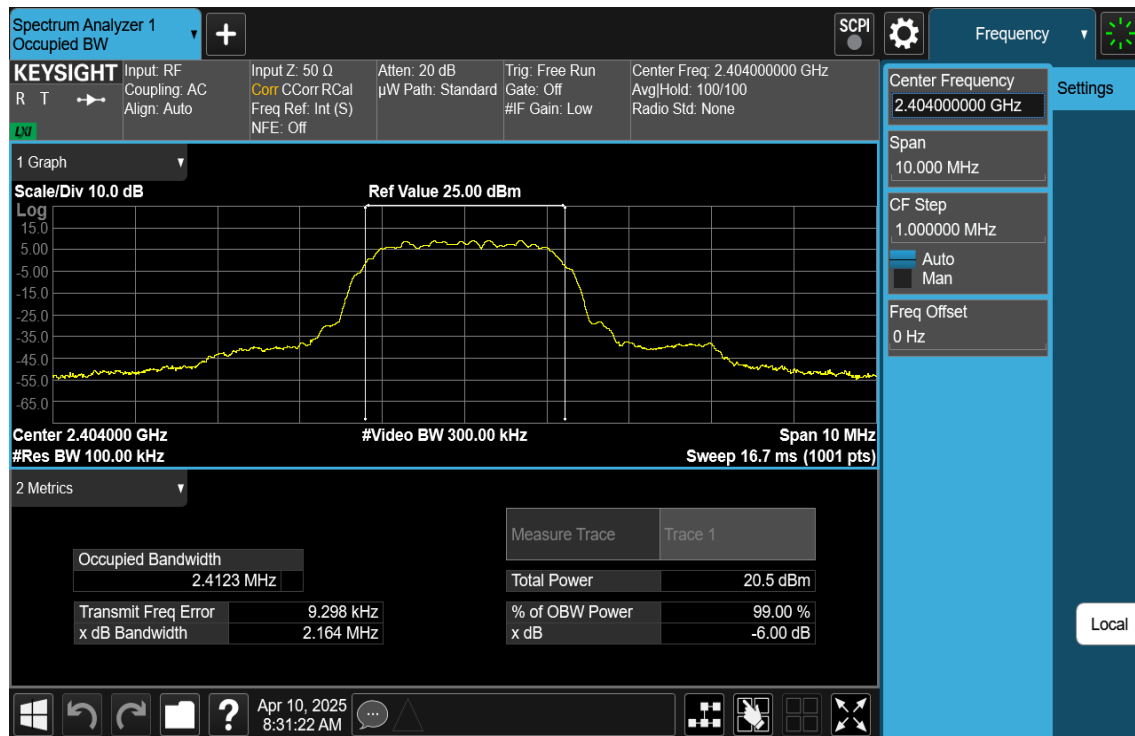 Spectrum Analyzer 1
Occupied BW
+
SCPI
Frequency
KEYSIGHT
R T
LXI
Input: RF
Coupling: AC
Align: Auto
Input Z: 50 Ω
Corr CCorr RCal
Freq Ref: Int (S)
NFE: Off
Atten: 20 dB
µW Path: Standard
Trig: Free Run
Gate: Off
#IF Gain: Low
Center Freq: 2.404000000 GHz
Avg|Hold: 100/100
Radio Std: None
Center Frequency
2.404000000 GHz
Settings
Span
10.000 MHz
CF Step
1.000000 MHz
Auto
Man
Freq Offset
0 Hz
1 Graph
Scale/Div 10.0 dB
Ref Value 25.00 dBm
Log
15.0
5.00
-5.00
-15.0
-25.0
-35.0
-45.0
-55.0
-65.0
Center 2.404000 GHz
#Video BW 300.00 kHz
Span 10 MHz
#Res BW 100.00 kHz
Sweep 16.7 ms (1001 pts)
2 Metrics
Measure Trace
Trace 1
Occupied Bandwidth
2.4123 MHz
Total Power
20.5 dBm
Transmit Freq Error
9.298 kHz
% of OBW Power
99.00 %
x dB Bandwidth
2.164 MHz
x dB
-6.00 dB
Local
?
Apr 10, 2025
8:31:22 AM